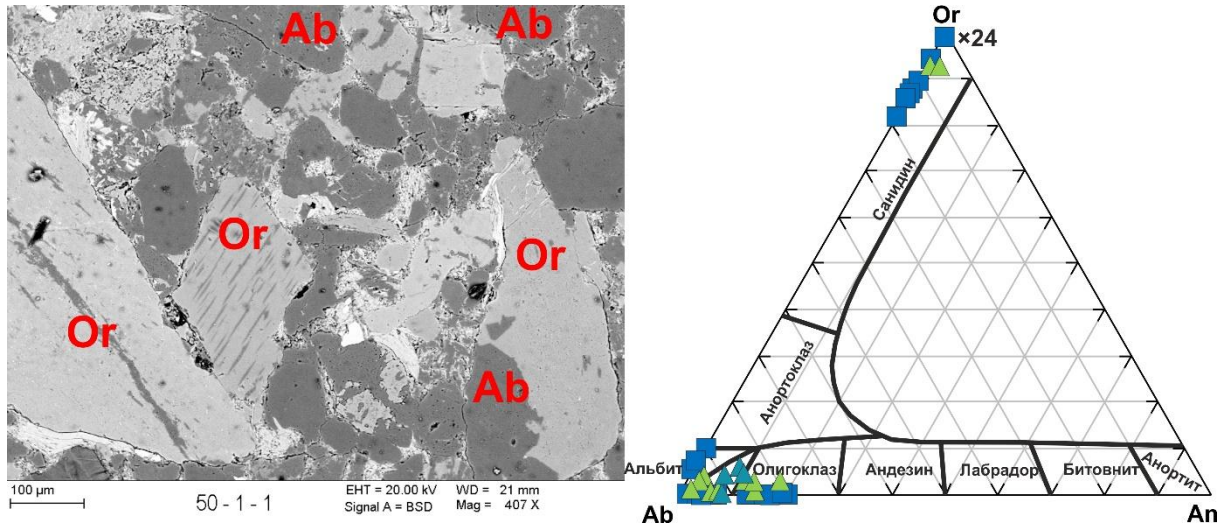 Ab
Ab
Or
Or
Or
Ab
100 µm
50 - 1 - 1
EHT = 20.00 kV
WD = 21 mm
Signal A = BSD
Mag = 407 X
Or
×24
Санидин
Анортоклаз
Альбит
Олигоклаз
Андезин
Лабрадор
Битовнит
Анортит
Ab
An